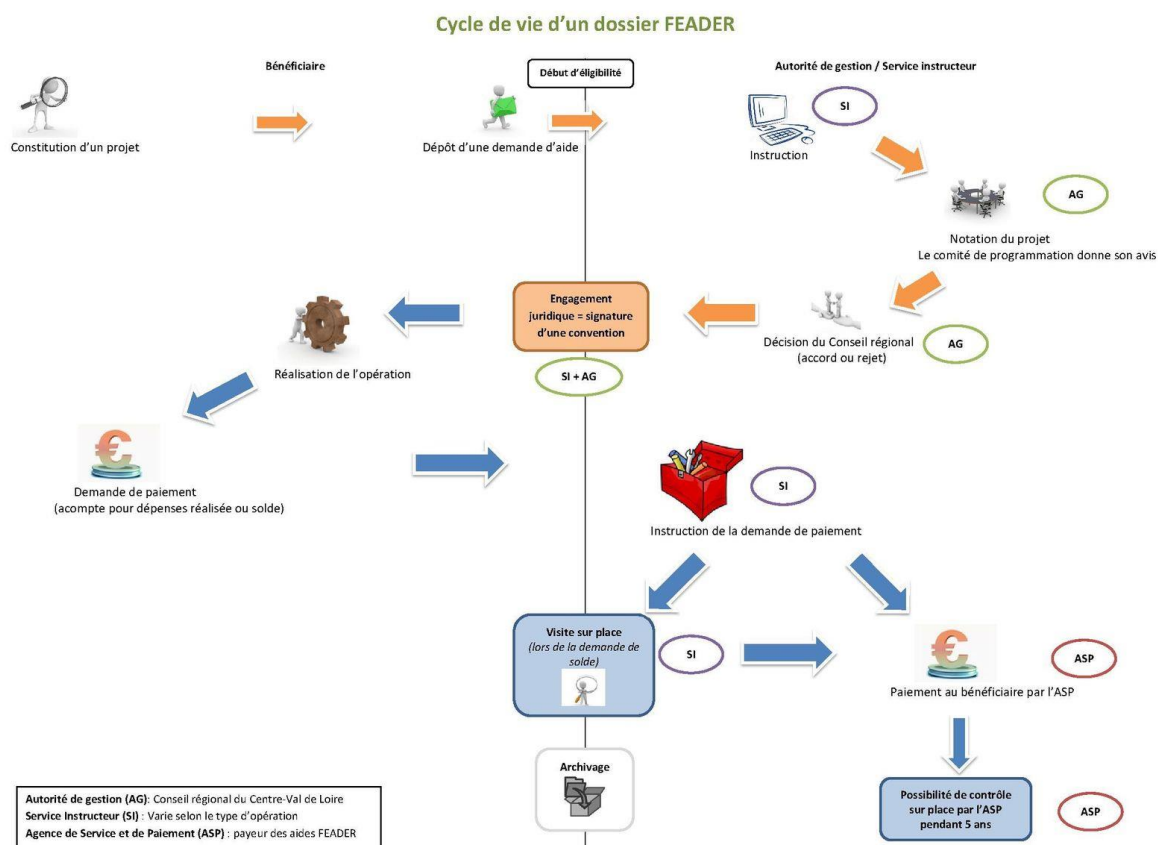 Cycle de vie d'un dossier FEADER
Bénéficiaire
Début d'éligibilité
Autorité de gestion / Service instructeur
SI
Constitution d'un projet
Dépôt d'une demande d'aide
Instruction
AG
Notation du projet
Le comité de programmation donne son avis
Engagement
juridique = signature
d'une convention
Décision du Conseil régional
(accord ou rejet)
AG
SI + AG
Réalisation de l'opération
Demande de paiement
(acompte pour dépenses réalisée ou solde)
SI
Instruction de la demande de paiement
Visite sur place
(lors de la demande de
solde)
SI
ASP
Paiement au bénéficiaire par l'ASP
Archivage
Possibilité de contrôle
sur place par l'ASP
pendant 5 ans
ASP
Autorité de gestion (AG): Conseil régional du Centre-Val de Loire
Service Instructeur (SI) : Varie selon le type d'opération
Agence de Service et de Paiement (ASP) : payeur des aides FEADER